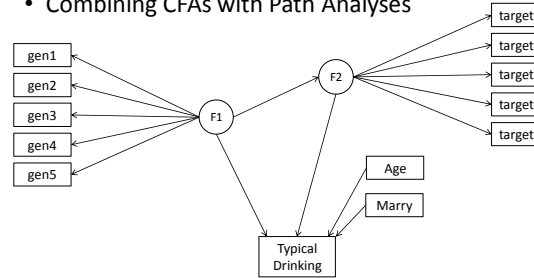 • Combining CFAs with Path Analyses
target
gen1
target
gen2
F2
target
gen3
F1
target
gen4
target
gen5
Age
Marry
Typical
Drinking